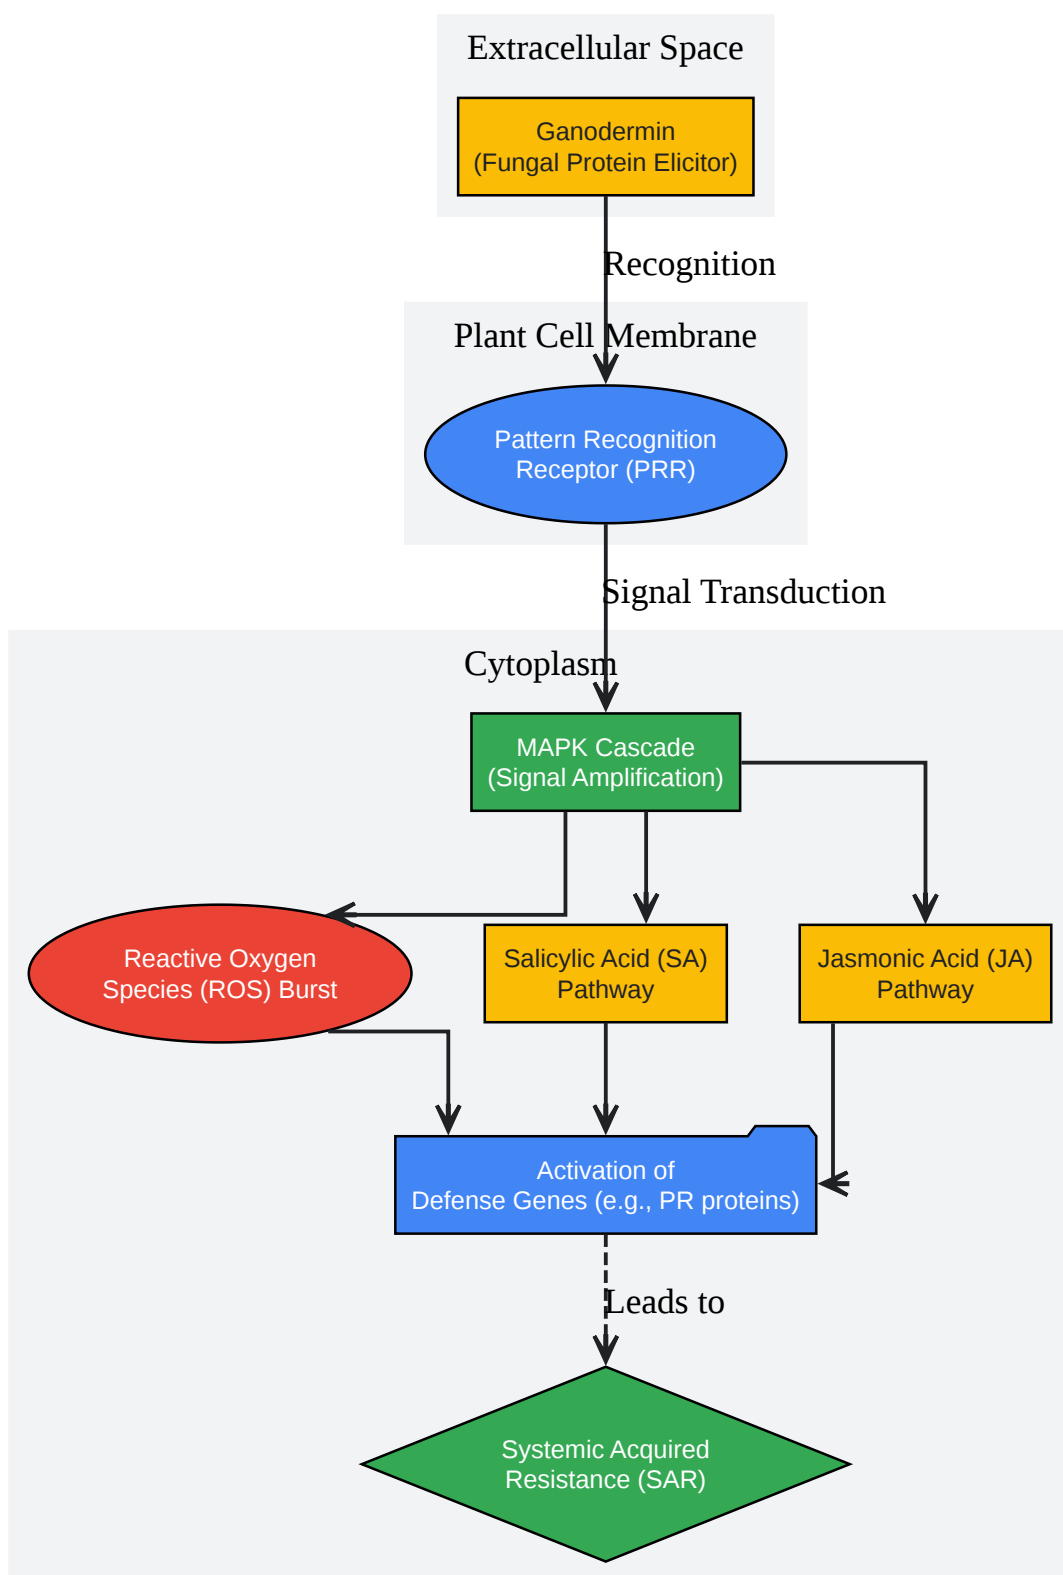 Extracellular Space
Ganodermin
(Fungal Protein Elicitor)
Recognition
Plant Cell Membrane
Pattern Recognition
Receptor (PRR)
Signal Transduction
Cytoplasm
MAPK Cascade
(Signal Amplification)
Reactive Oxygen
Species (ROS) Burst
Salicylic Acid (SA)
Pathway
Jasmonic Acid (JA)
Pathway
Activation of
Defense Genes (e.g., PR proteins)
Leads to
Systemic Acquired
Resistance (SAR)